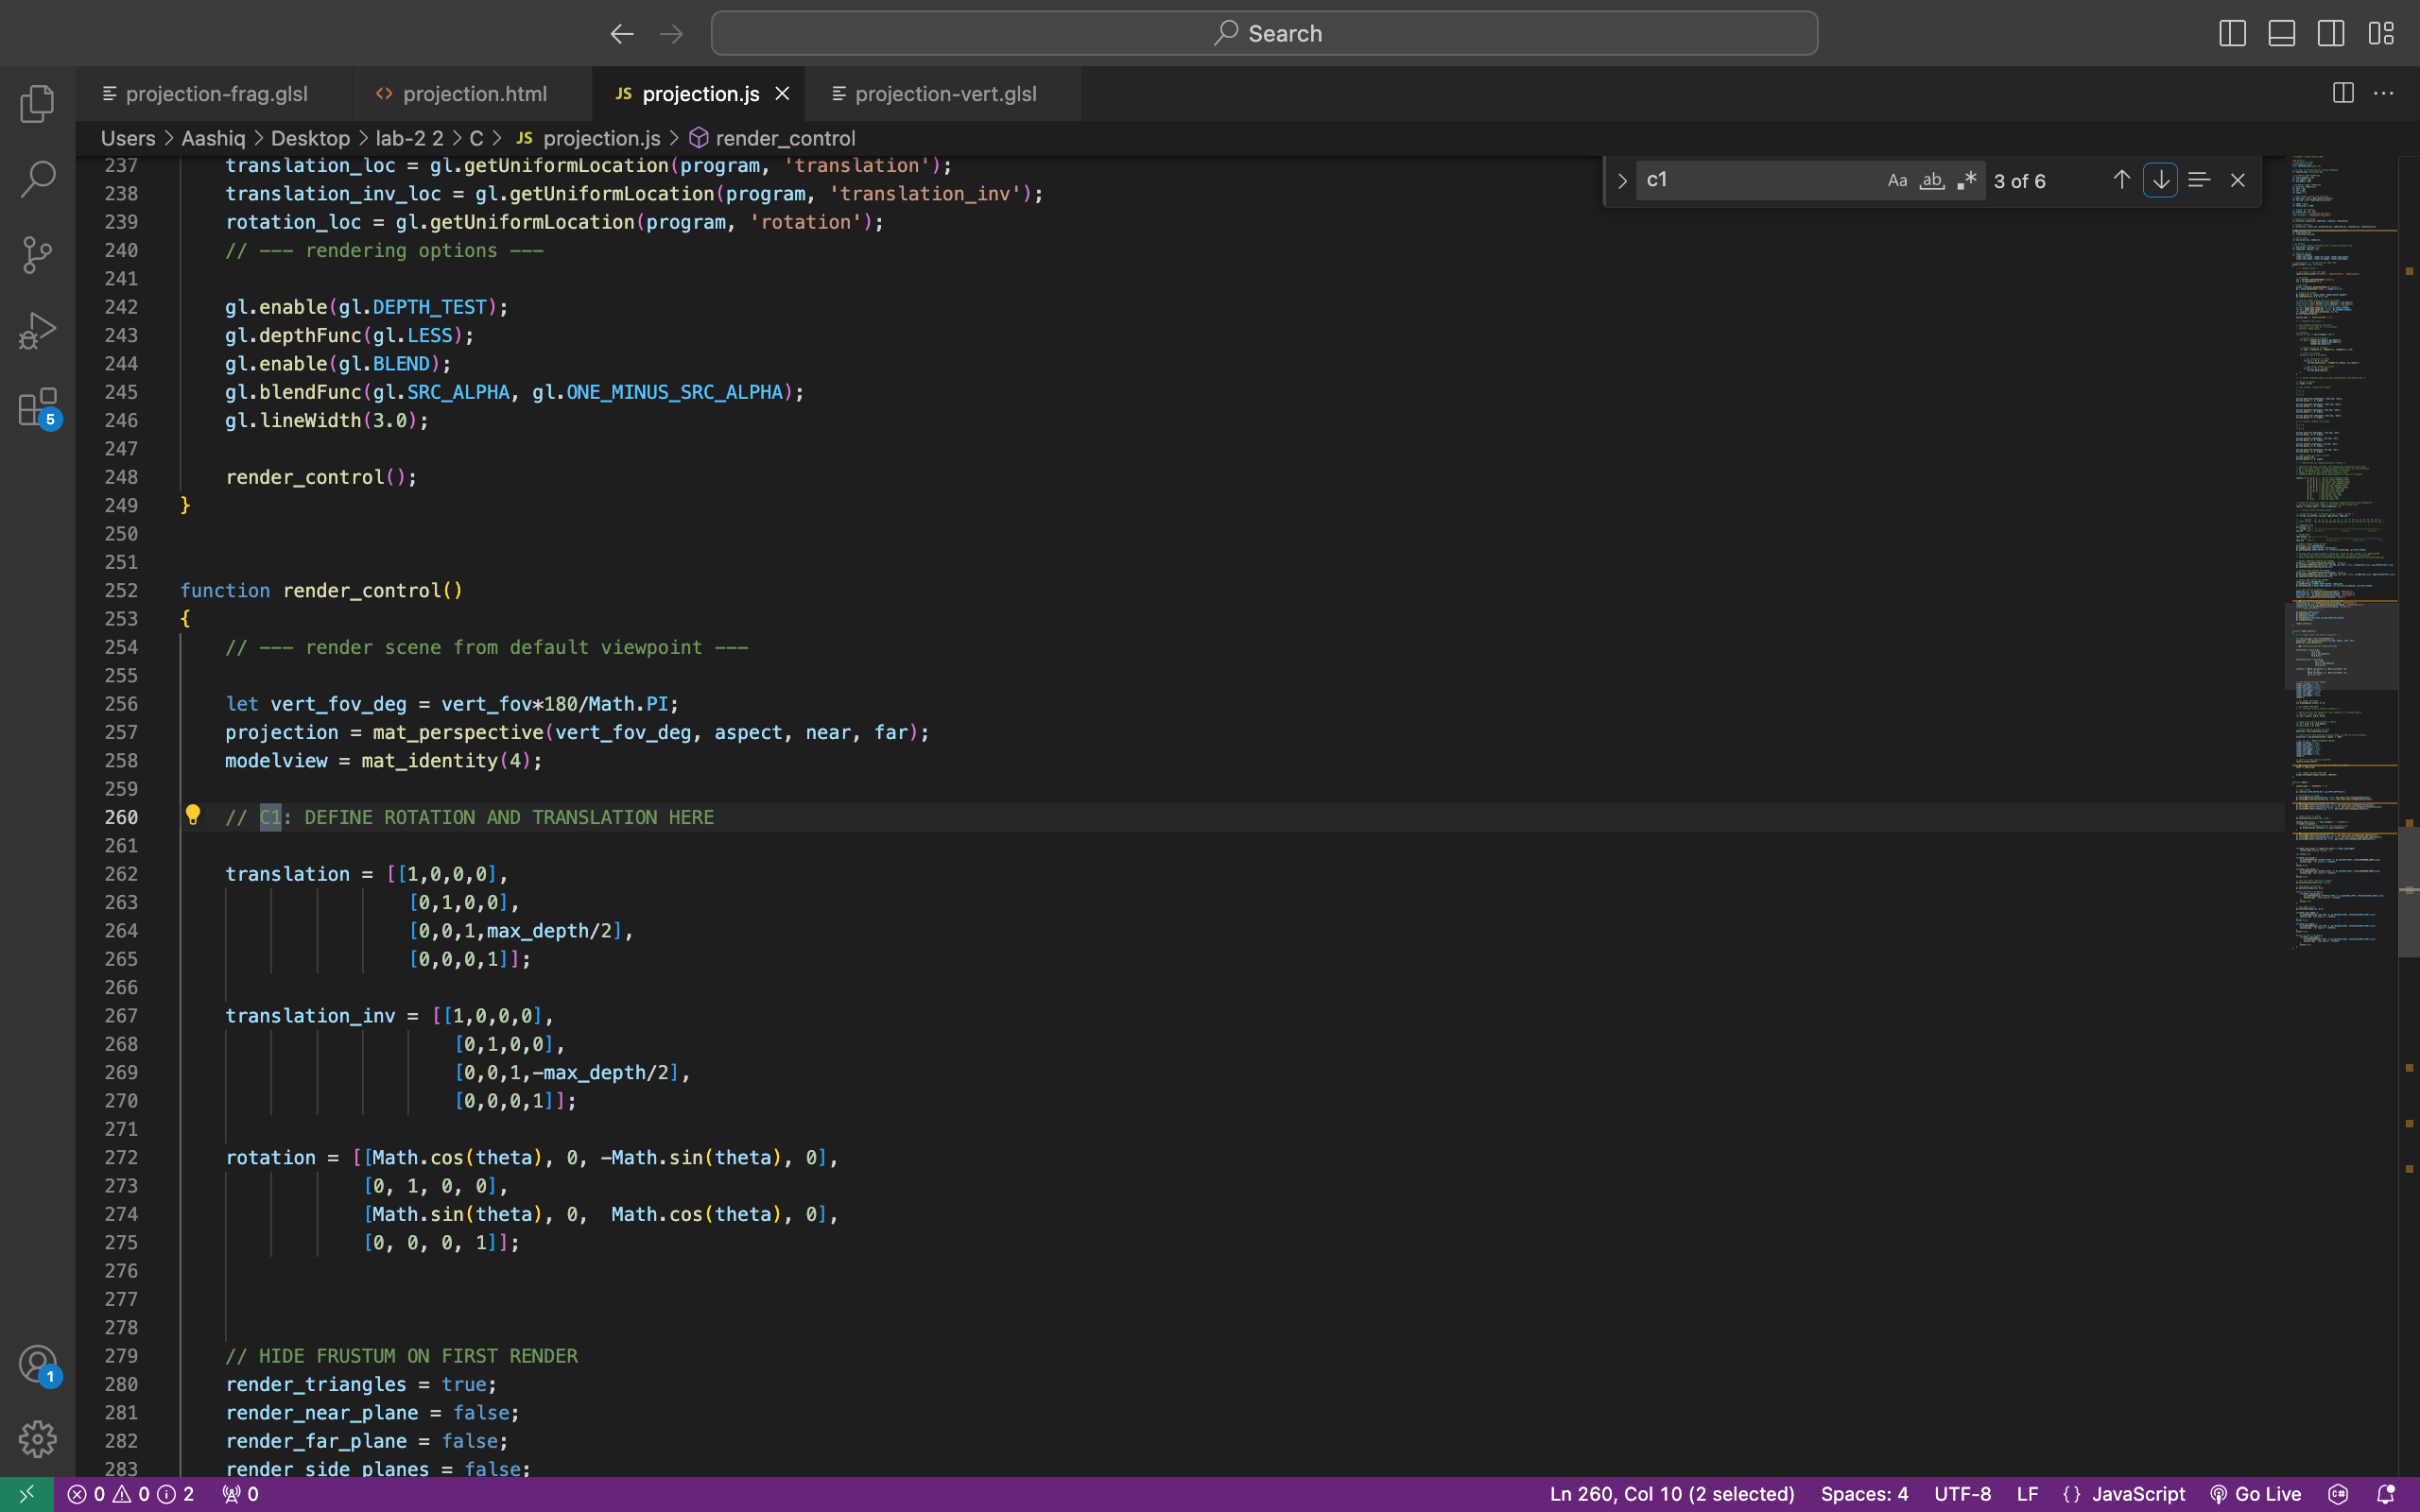 Search
projection-frag.glsl
projection.html
JS projection.js
projection-vert.glsl
Users > Aashiq > Desktop > lab-2 2 > C > JS projection.js > render_control
c1
Aa ab .* 3 of 6
237 translation_loc = gl.getUniformLocation(program, 'translation');
238 translation_inv_loc = gl.getUniformLocation(program, 'translation_inv');
239 rotation_loc = gl.getUniformLocation(program, 'rotation');
240 // --- rendering options ---
241
242 gl.enable(gl.DEPTH_TEST);
243 gl.depthFunc(gl.LESS);
244 gl.enable(gl.BLEND);
245 gl.blendFunc(gl.SRC_ALPHA, gl.ONE_MINUS_SRC_ALPHA);
246 gl.lineWidth(3.0);
247
248 render_control();
249 }
250
251
252 function render_control()
253 {
254 // --- render scene from default viewpoint ---
255
256 let vert_fov_deg = vert_fov*180/Math.PI;
257 projection = mat_perspective(vert_fov_deg, aspect, near, far);
258 modelview = mat_identity(4);
259
260 // C1: DEFINE ROTATION AND TRANSLATION HERE
261
262 translation = [[1,0,0,0],
263 [0,1,0,0],
264 [0,0,1,max_depth/2],
265 [0,0,0,1]];
266
267 translation_inv = [[1,0,0,0],
268 [0,1,0,0],
269 [0,0,1,-max_depth/2],
270 [0,0,0,1]];
271
272 rotation = [[Math.cos(theta), 0, -Math.sin(theta), 0],
273 [0, 1, 0, 0],
274 [Math.sin(theta), 0, Math.cos(theta), 0],
275 [0, 0, 0, 1]];
276
277
278
279 // HIDE FRUSTUM ON FIRST RENDER
280 render_triangles = true;
281 render_near_plane = false;
282 render_far_plane = false;
283 render_side_planes = false;
5
1
0 0 2 0
Ln 260, Col 10 (2 selected) Spaces: 4 UTF-8 LF {} JavaScript Go Live